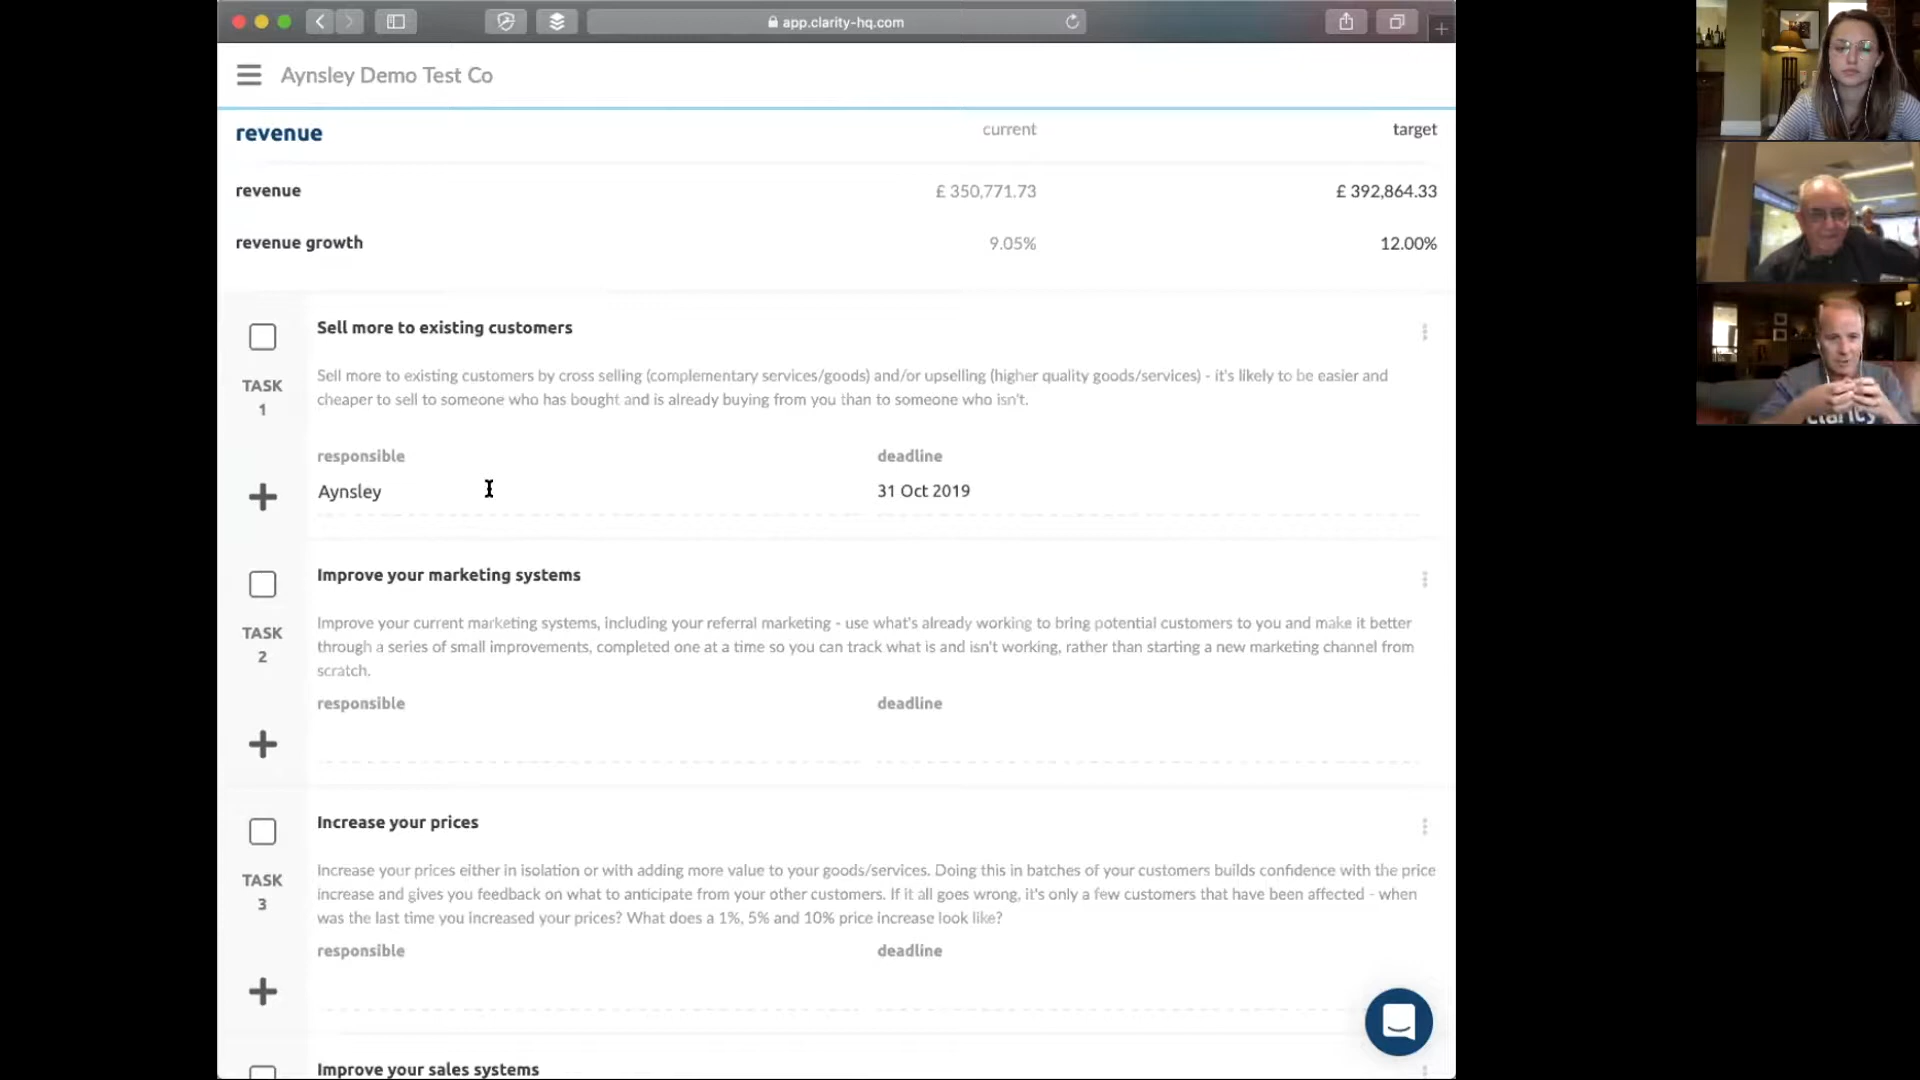 app.clarity-hq.com
Aynsley Demo Test Co
revenue current target
revenue £ 350,771.73 £ 392,864.33
revenue growth 9.05% 12.00%
Sell more to existing customers
TASK
1
Sell more to existing customers by cross selling (complementary services/goods) and/or upselling (higher quality goods/services) - it's likely to be easier and
cheaper to sell to someone who has bought and is already buying from you than to someone who isn't.
responsible deadline
Aynsley 31 Oct 2019
Improve your marketing systems
TASK
2
Improve your current marketing systems, including your referral marketing - use what's already working to bring potential customers to you and make it better
through a series of small improvements, completed one at a time so you can track what is and isn't working, rather than starting a new marketing channel from
scratch.
responsible deadline
Increase your prices
TASK
3
Increase your prices either in isolation or with adding more value to your goods/services. Doing this in batches of your customers builds confidence with the price
increase and gives you feedback on what to anticipate from your other customers. If it all goes wrong, it's only a few customers that have been affected - when
was the last time you increased your prices? What does a 1%, 5% and 10% price increase look like?
responsible deadline
Improve your sales systems